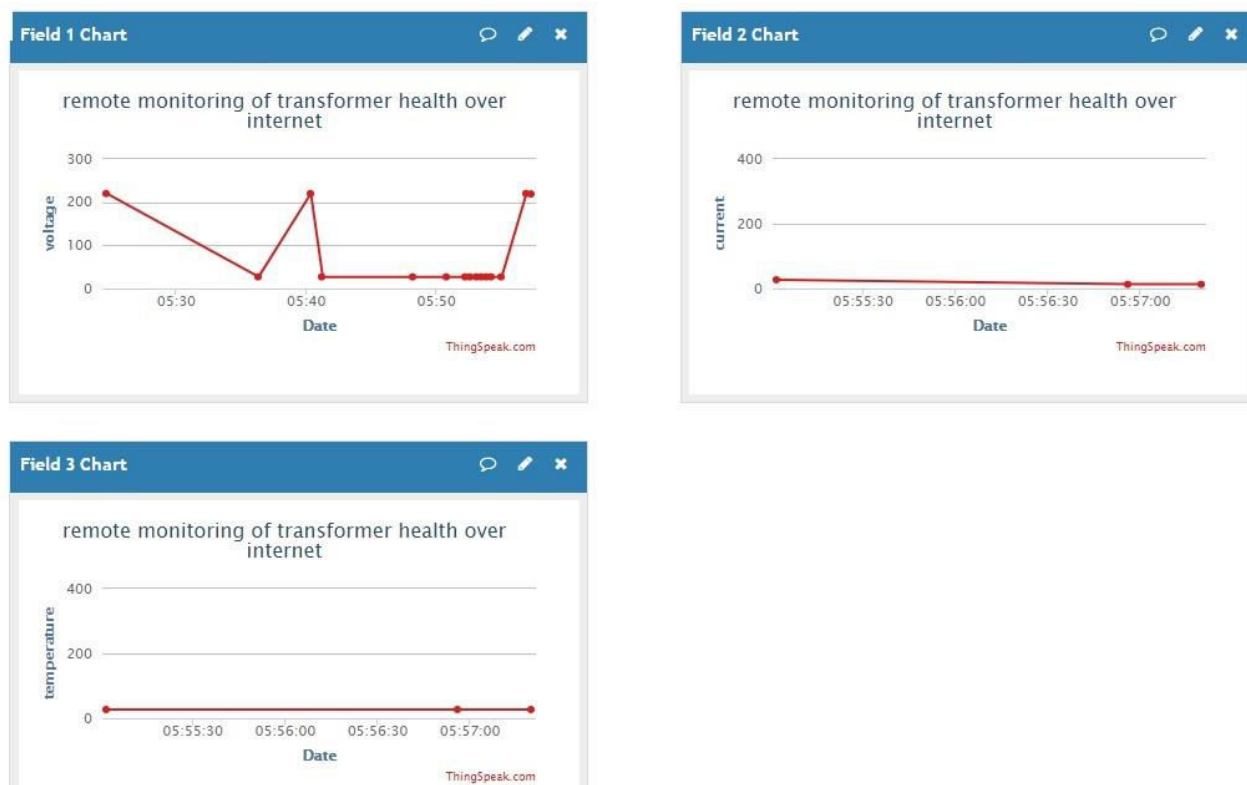 Field 1 Chart
remote monitoring of transformer health over
internet
300
200
100
0
voltage
05:30 05:40 05:50
Date
ThingSpeak.com
Field 2 Chart
remote monitoring of transformer health over
internet
400
200
0
current
05:55:30 05:56:00 05:56:30 05:57:00
Date
ThingSpeak.com
Field 3 Chart
remote monitoring of transformer health over
internet
400
200
0
temperature
05:55:30 05:56:00 05:56:30 05:57:00
Date
ThingSpeak.com